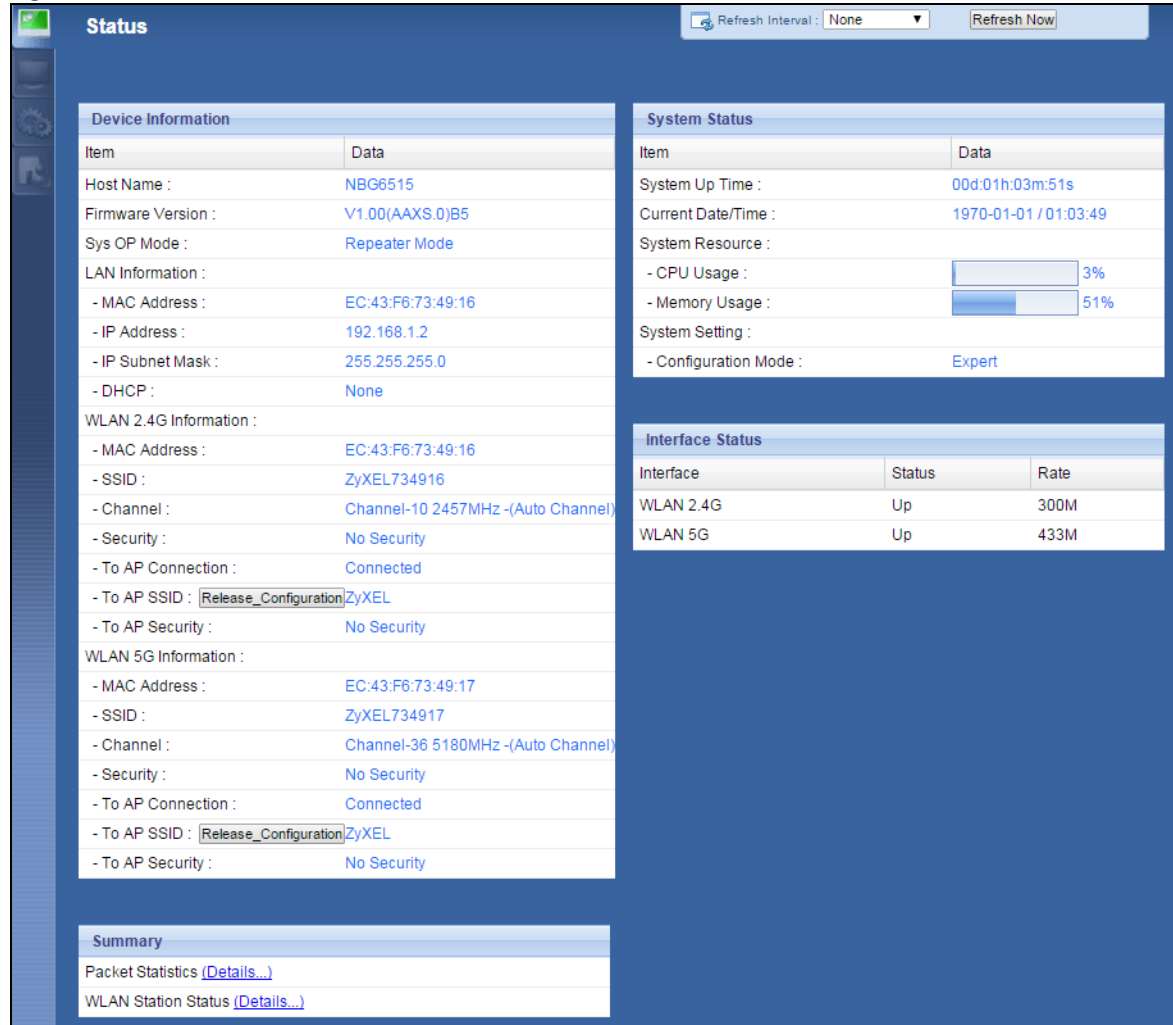 Status
Refresh Interval : None
Refresh Now
Device Information
Item Data
Host Name : NBG6515
Firmware Version : V1.00(AAXS.0)B5
Sys OP Mode : Repeater Mode
LAN Information :
- MAC Address : EC:43:F6:73:49:16
- IP Address : 192.168.1.2
- IP Subnet Mask : 255.255.255.0
- DHCP : None
WLAN 2.4G Information :
- MAC Address : EC:43:F6:73:49:16
- SSID : ZyXEL734916
- Channel : Channel-10 2457MHz -(Auto Channel)
- Security : No Security
- To AP Connection : Connected
- To AP SSID : Release_Configuration ZyXEL
- To AP Security : No Security
WLAN 5G Information :
- MAC Address : EC:43:F6:73:49:17
- SSID : ZyXEL734917
- Channel : Channel-36 5180MHz -(Auto Channel)
- Security : No Security
- To AP Connection : Connected
- To AP SSID : Release_Configuration ZyXEL
- To AP Security : No Security
Summary
Packet Statistics (Details...)
WLAN Station Status (Details...)
System Status
Item Data
System Up Time : 00d:01h:03m:51s
Current Date/Time : 1970-01-01 / 01:03:49
System Resource :
- CPU Usage : 3%
- Memory Usage : 51%
System Setting :
- Configuration Mode : Expert
Interface Status
Interface Status Rate
WLAN 2.4G Up 300M
WLAN 5G Up 433M